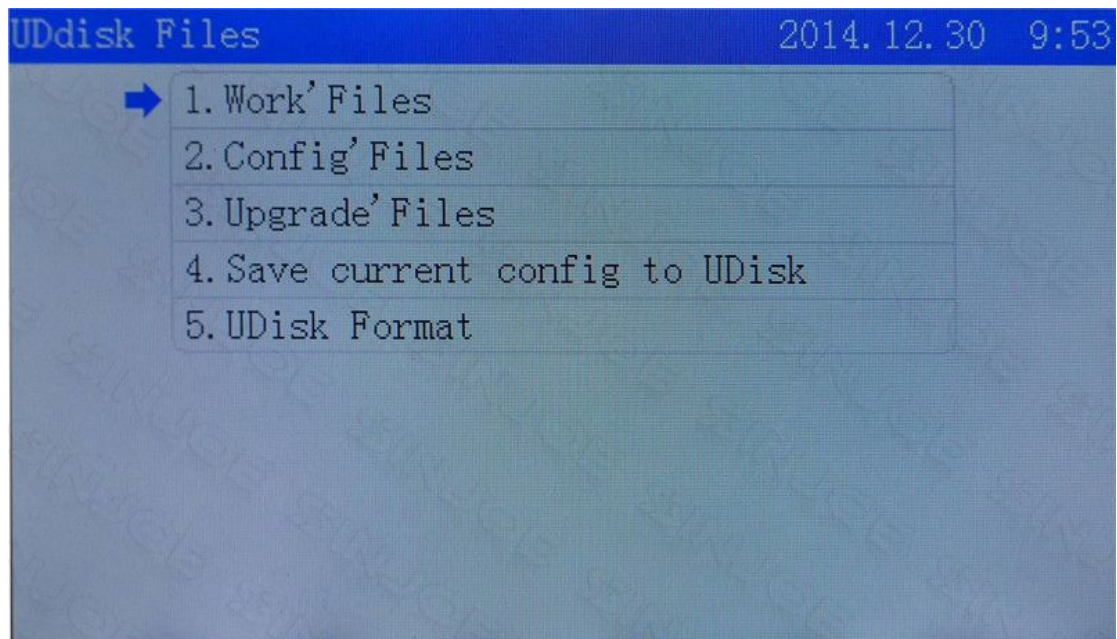 UDdisk Files 2014.12.30 9:53
1.Work'Files
2.Config'Files
3.Upgrade'Files
4.Save current config to UDisk
5.UDisk Format